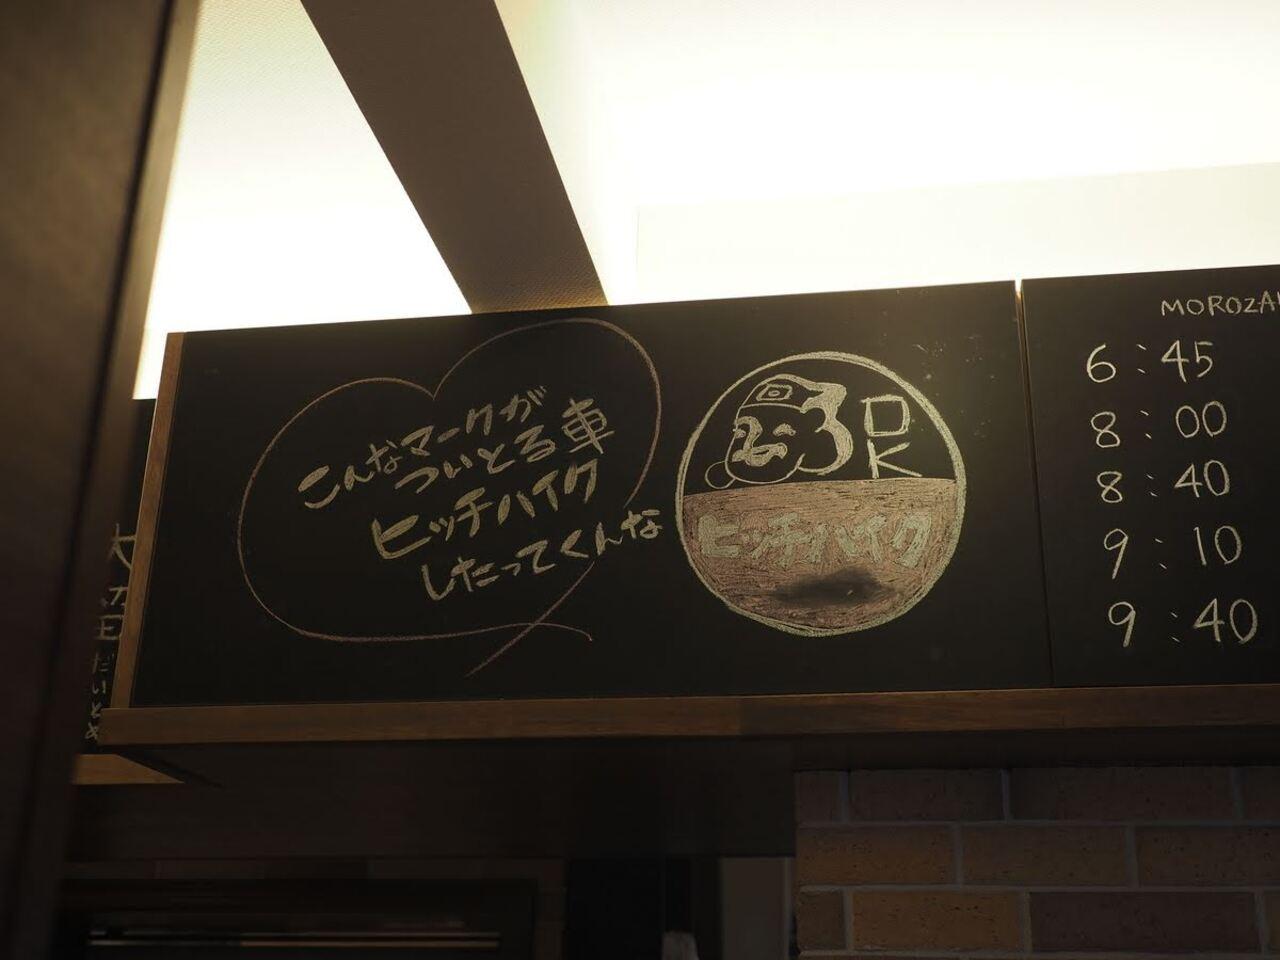 こんなマークが
ついとる車
ヒッチハイク
したってくんな
OK
ヒッチハイク
MOROZA
6:45
8:00
8:40
9:10
9:40